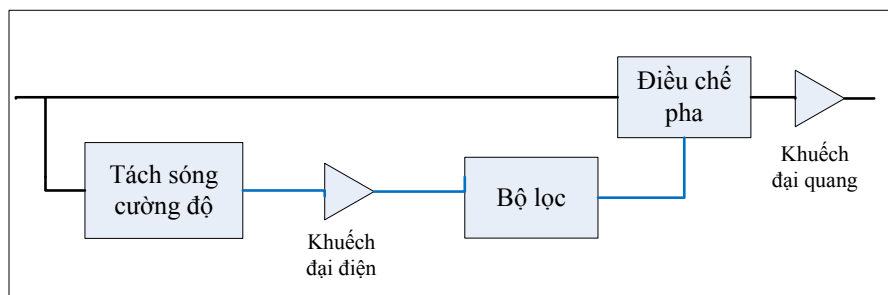 Điều chế
pha
Khuếch
đại quang
Tách sóng
cường độ
Khuếch
đại điện
Bộ lọc